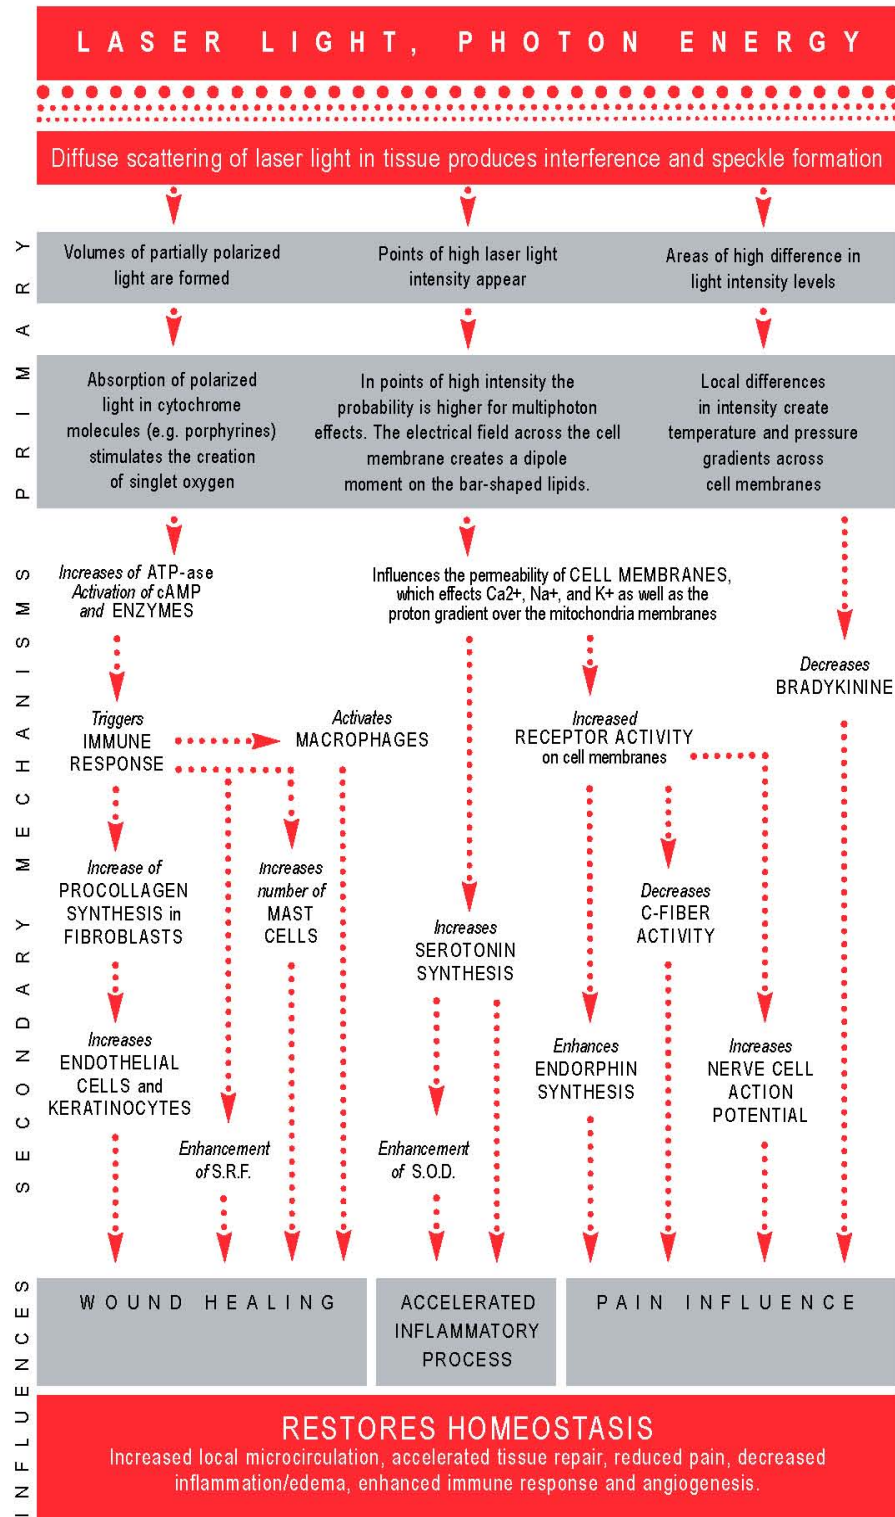 LASER LIGHT, PHOTON ENERGY
Diffuse scattering of laser light in tissue produces interference and speckle formation
PRIMARY
Volumes of partially polarized
light are formed
Points of high laser light
intensity appear
Areas of high difference in
light intensity levels
Absorption of polarized
light in cytochrome
molecules (e.g. porphyrines)
stimulates the creation
of singlet oxygen
In points of high intensity the
probability is higher for multiphoton
effects. The electrical field across the cell
membrane creates a dipole
moment on the bar-shaped lipids.
Local differences
in intensity create
temperature and pressure
gradients across
cell membranes
SECONDARY MECHANISMS
Increases of ATP-ase
Activation of cAMP
and ENZYMES
Influences the permeability of CELL MEMBRANES,
which effects Ca2+, Na+, and K+ as well as the
proton gradient over the mitochondria membranes
Decreases
BRADYKININE
Triggers
IMMUNE
RESPONSE
Activates
MACROPHAGES
Increased
RECEPTOR ACTIVITY
on cell membranes
Increase of
PROCOLLAGEN
SYNTHESIS in
FIBROBLASTS
Increases
number of
MAST
CELLS
Increases
SEROTONIN
SYNTHESIS
Decreases
C-FIBER
ACTIVITY
Increases
ENDOTHELIAL
CELLS and
KERATINOCYTES
Enhances
ENDORPHIN
SYNTHESIS
Increases
NERVE CELL
ACTION
POTENTIAL
Enhancement
of S.R.F.
Enhancement
of S.O.D.
INFLUENCES
WOUND HEALING
ACCELERATED
INFLAMMATORY
PROCESS
PAIN INFLUENCE
RESTORES HOMEOSTASIS
Increased local microcirculation, accelerated tissue repair, reduced pain, decreased
inflammation/edema, enhanced immune response and angiogenesis.